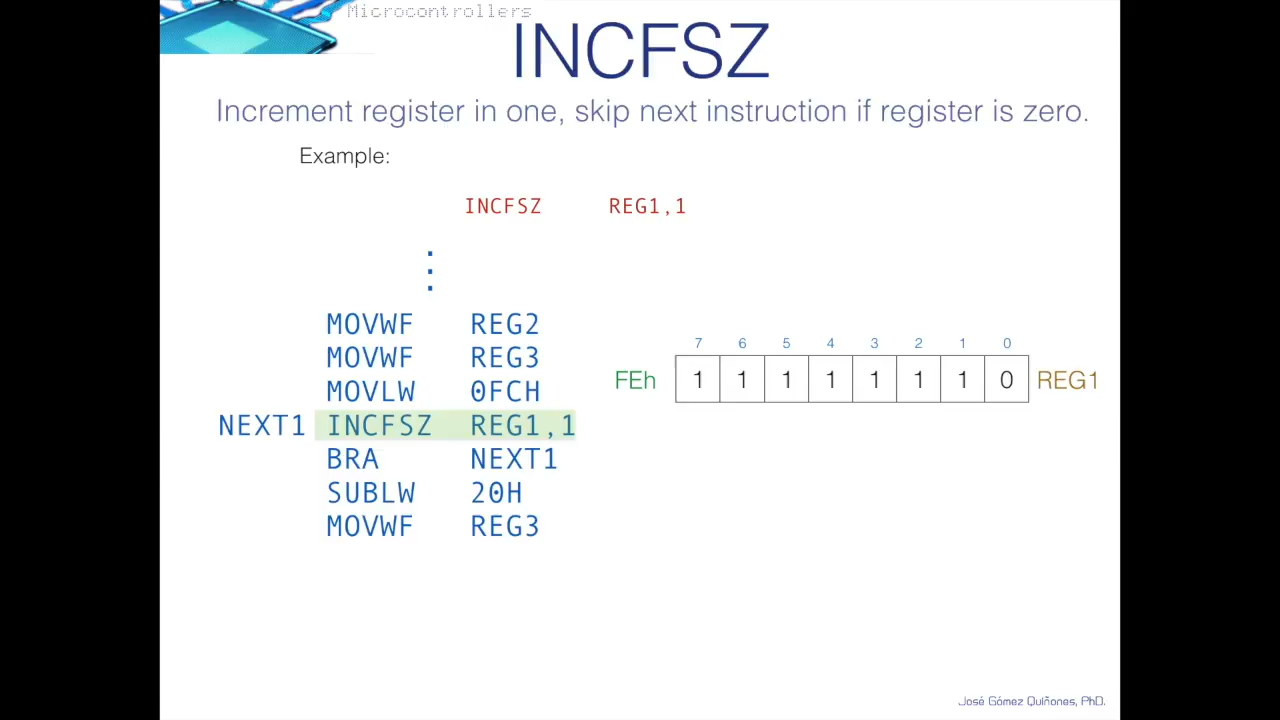 Microcontrollers
INCFSZ
Increment register in one, skip next instruction if register is zero.
Example:
INCFSZ REG1,1
MOVWF REG2
MOVWF REG3
MOVLW 0FCH
NEXT1 INCFSZ REG1,1
BRA NEXT1
SUBLW 20H
MOVWF REG3
7 6 5 4 3 2 1 0
FEh 1 1 1 1 1 1 1 0 REG1
José Gómez Quiñones, PhD.